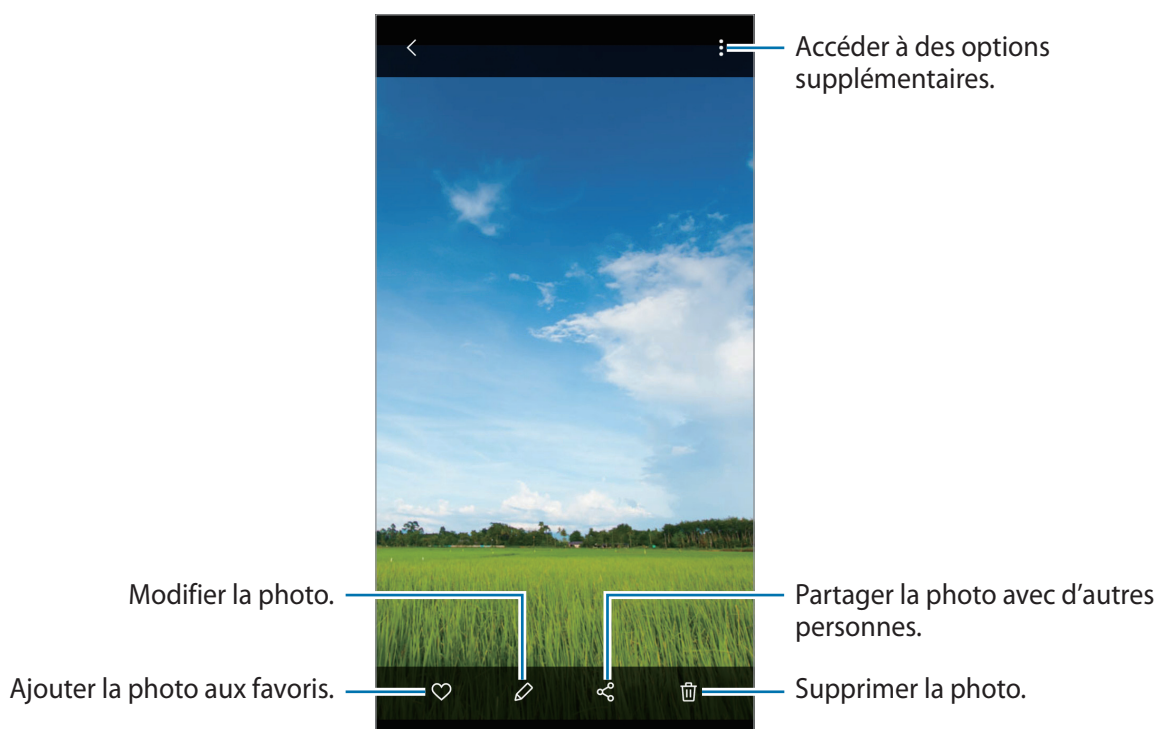 Accéder à des options
supplémentaires.
Modifier la photo.
Partager la photo avec d’autres
personnes.
Ajouter la photo aux favoris.
Supprimer la photo.